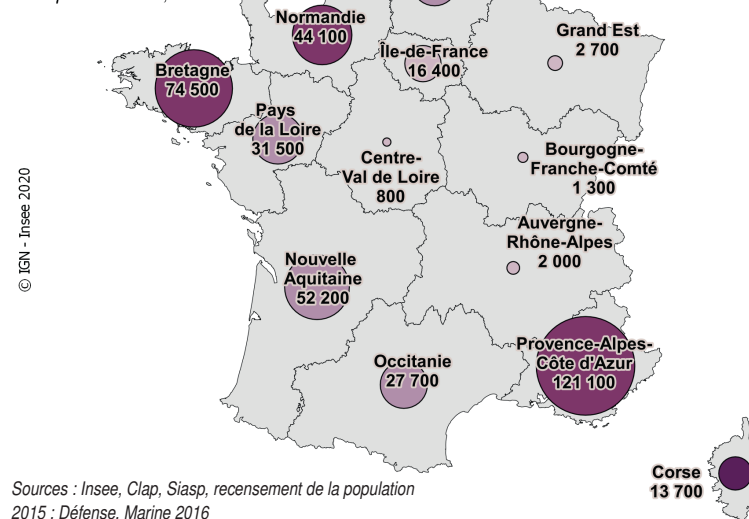 Normandie
44 100
Grand Est
2 700
Île-de-France
16 400
Bretagne
74 500
Pays
de la Loire
31 500
Centre-
Val de Loire
800
Bourgogne-
Franche-Comté
1 300
Auvergne-
Rhône-Alpes
2 000
Nouvelle
Aquitaine
52 200
Provence-Alpes-
Côte d'Azur
121 100
Occitanie
27 700
Corse
13 700
© IGN - Insee 2020
Sources : Insee, Clap, Siasp, recensement de la population
2015 ; Défense, Marine 2016